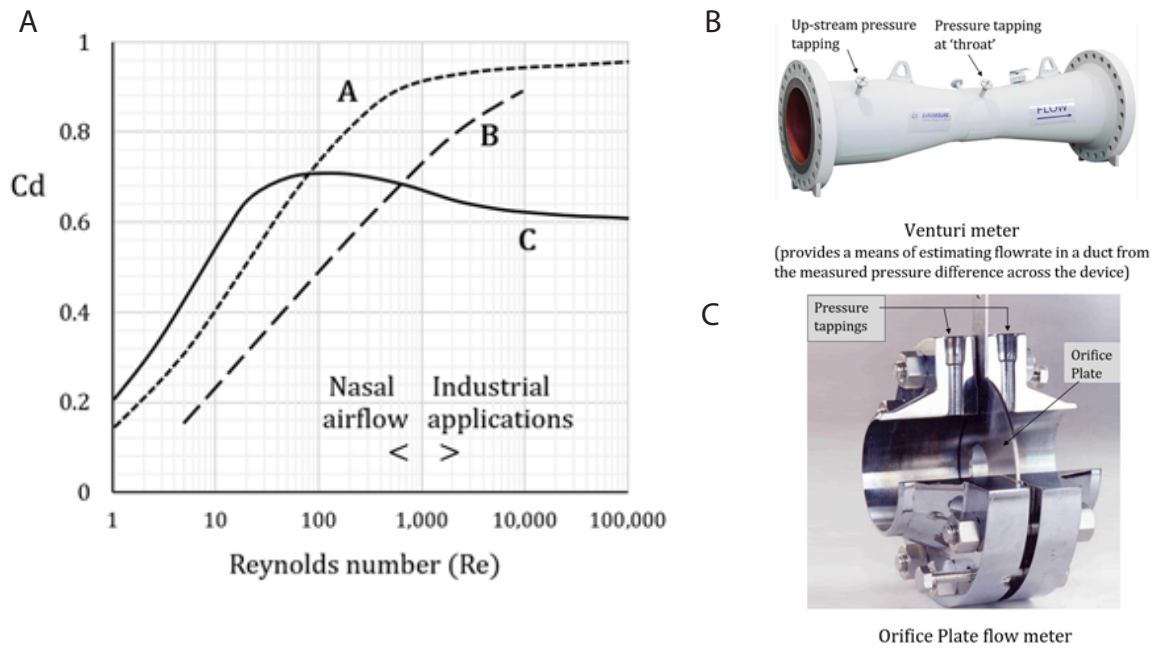 A
1
0.8
0.6
0.4
0.2
0
Cd
A
B
C
Nasal
airflow
<
Industrial
applications
>
1
10
100
1,000
10,000
100,000
Reynolds number (Re)
B
Up-stream pressure
tapping
Pressure tapping
at ‘throat’
FLOW
Venturi meter
(provides a means of estimating flowrate in a duct from
the measured pressure difference across the device)
C
Pressure
tappings
Orifice
Plate
Orifice Plate flow meter